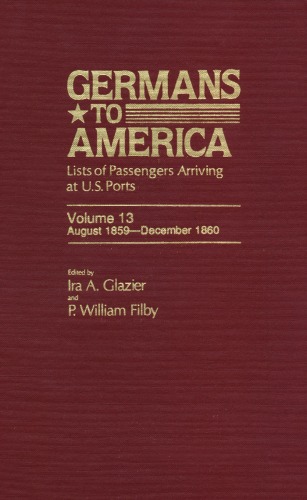 GERMANS
★TO
AMERICA
Lists of Passengers Arriving
at U.S. Ports
Volume 13
August 1859—December 1860
Edited by
Ira A. Glazier
and
P. William Filby